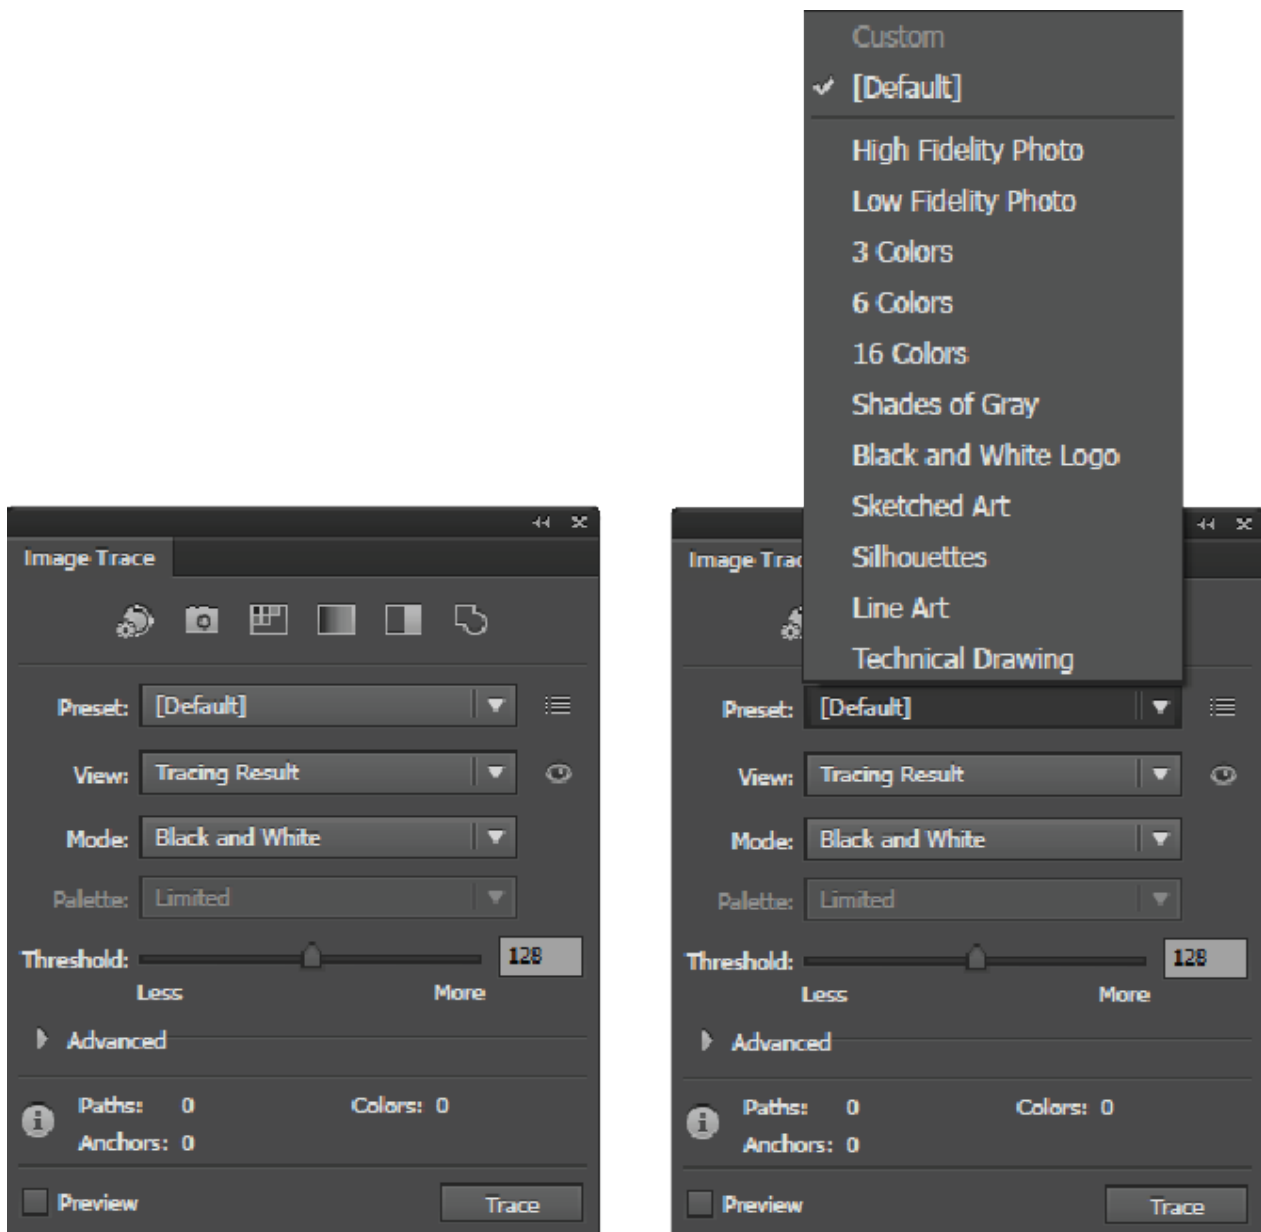 Custom
[Default]
High Fidelity Photo
Low Fidelity Photo
3 Colors
6 Colors
16 Colors
Shades of Gray
Black and White Logo
Sketched Art
Silhouettes
Line Art
Technical Drawing
Image Trace
Preset: [Default]
View: Tracing Result
Mode: Black and White
Palette: Limited
Threshold: 128
Less More
Advanced
Paths: 0 Colors: 0
Anchors: 0
Preview Trace
Image Trac
Preset: [Default]
View: Tracing Result
Mode: Black and White
Palette: Limited
Threshold: 128
Less More
Advanced
Paths: 0 Colors: 0
Anchors: 0
Preview Trace